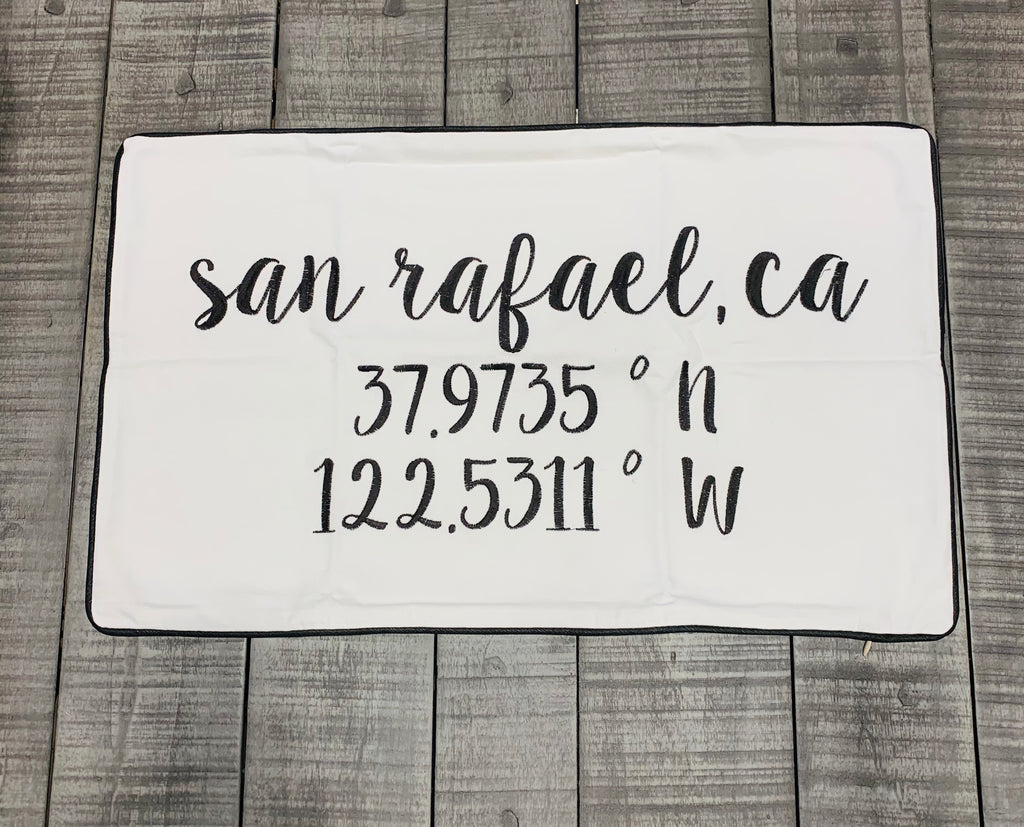 san rafael, ca
37.9735 ° N
122.5311 ° W